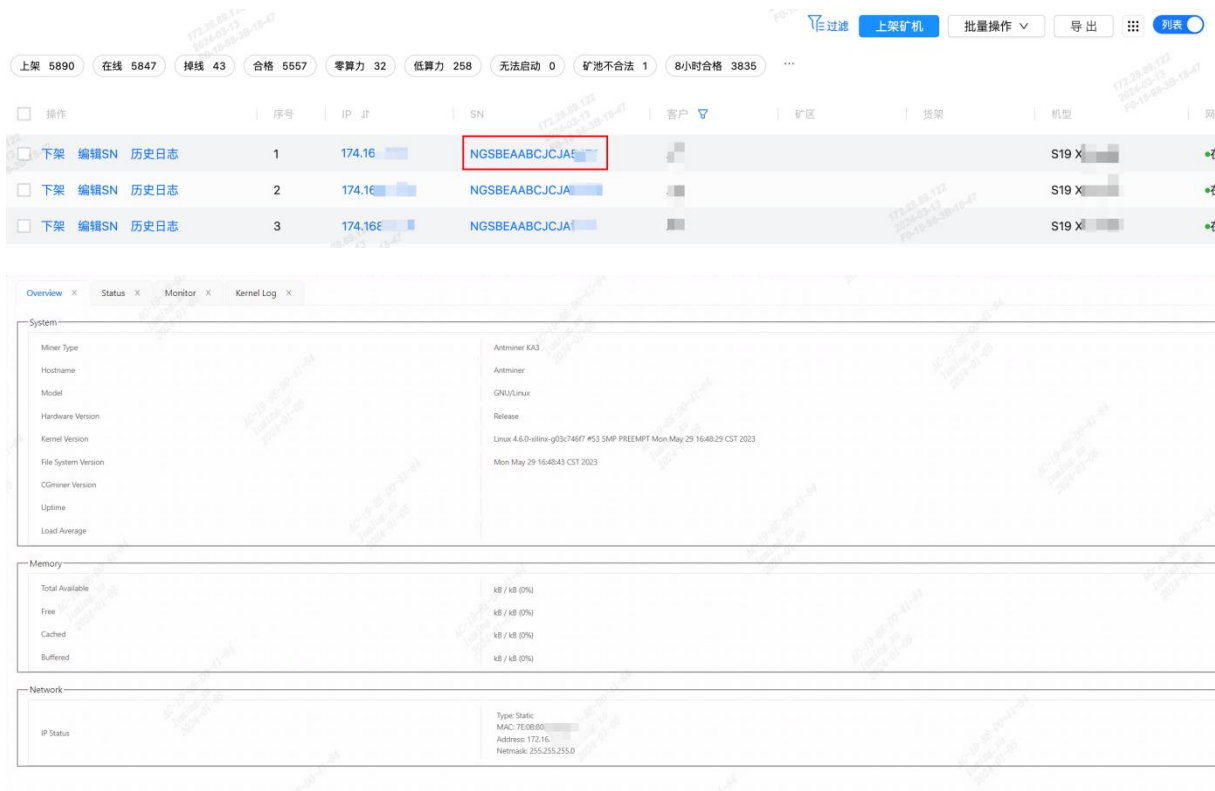 过滤 上架矿机 批量操作 导出 列表
上架 5890 在线 5847 掉线 43 合格 5557 零算力 32 低算力 258 无法启动 0 矿池不合法 1 8小时合格 3835 ...
操作 序号 IP SN 客户 矿区 货架 机型 网
下架 编辑SN 历史日志 1 174.16 NGSBEAABCJCJA S19 X
下架 编辑SN 历史日志 2 174.16 NGSBEAABCJCJA S19 X
下架 编辑SN 历史日志 3 174.168 NGSBEAABCJCJA S19 X
Overview × Status × Monitor × Kernel Log ×
System
Miner Type Antminer KA3
Hostname Antminer
Model GNU/Linux
Hardware Version Release
Kernel Version Linux 4.6.0-xilinx-g03c746f7 #53 SMP PREEMPT Mon May 29 16:48:29 CST 2023
File System Version Mon May 29 16:48:43 CST 2023
CGminer Version
Uptime
Load Average
Memory
Total Available kB / kB (0%)
Free kB / kB (0%)
Cached kB / kB (0%)
Buffered kB / kB (0%)
Network
Type: Static
MAC: 7E:0B:00:
IP Status Address: 172.16.
Netmask: 255.255.255.0